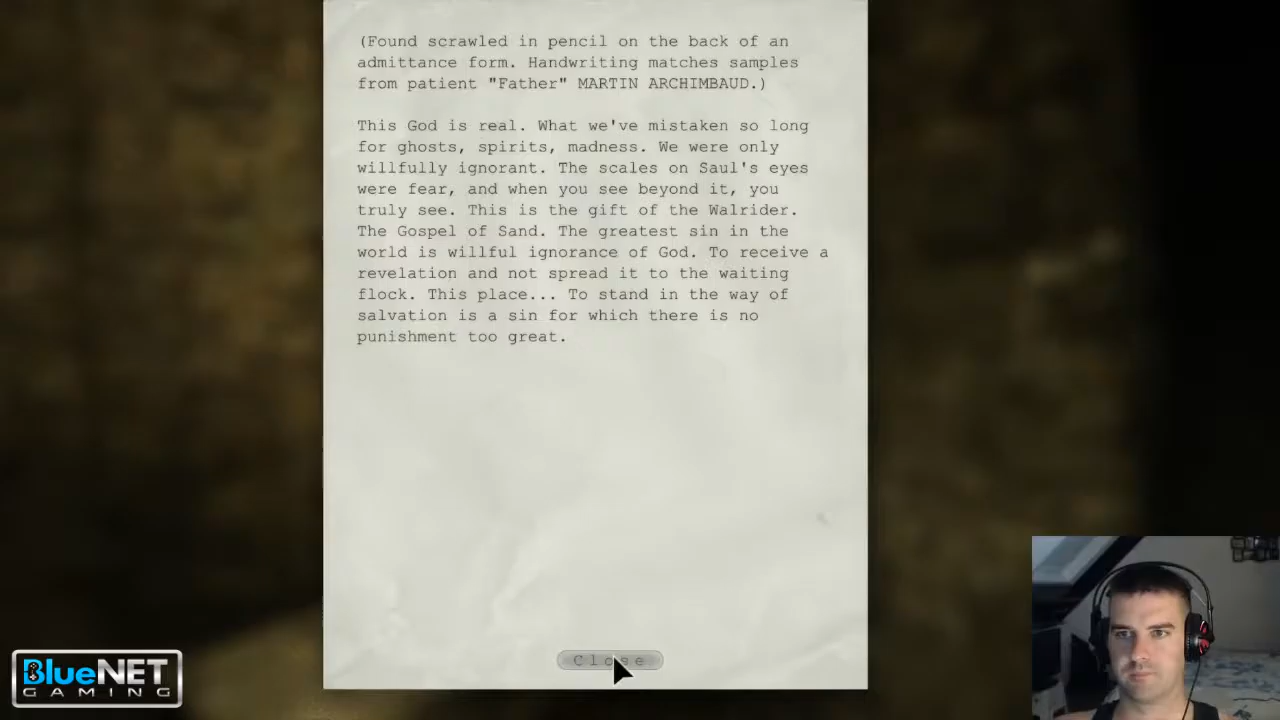 (Found scrawled in pencil on the back of an
admittance form. Handwriting matches samples
from patient "Father" MARTIN ARCHIMBAUD.)
This God is real. What we've mistaken so long
for ghosts, spirits, madness. We were only
willfully ignorant. The scales on Saul's eyes
were fear, and when you see beyond it, you
truly see. This is the gift of the Walrider.
The Gospel of Sand. The greatest sin in the
world is willful ignorance of God. To receive a
revelation and not spread it to the waiting
flock. This place... To stand in the way of
salvation is a sin for which there is no
punishment too great.
Close
BlueNET
GAMING